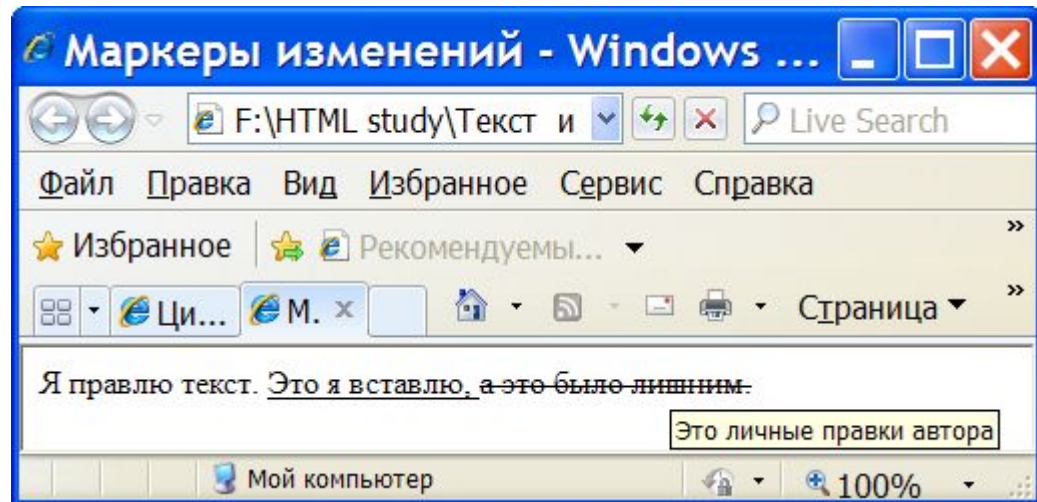 Маркеры изменений - Windows ...
F:\HTML study\Текст и Live Search
Файл Правка Вид Избранное Сервис Справка
Избранное Рекомендуемы... »
Ци... М. Страница »
Я правлю текст. Это я вставлю, а это было лишним.
Это личные правки автора
Мой компьютер 100%